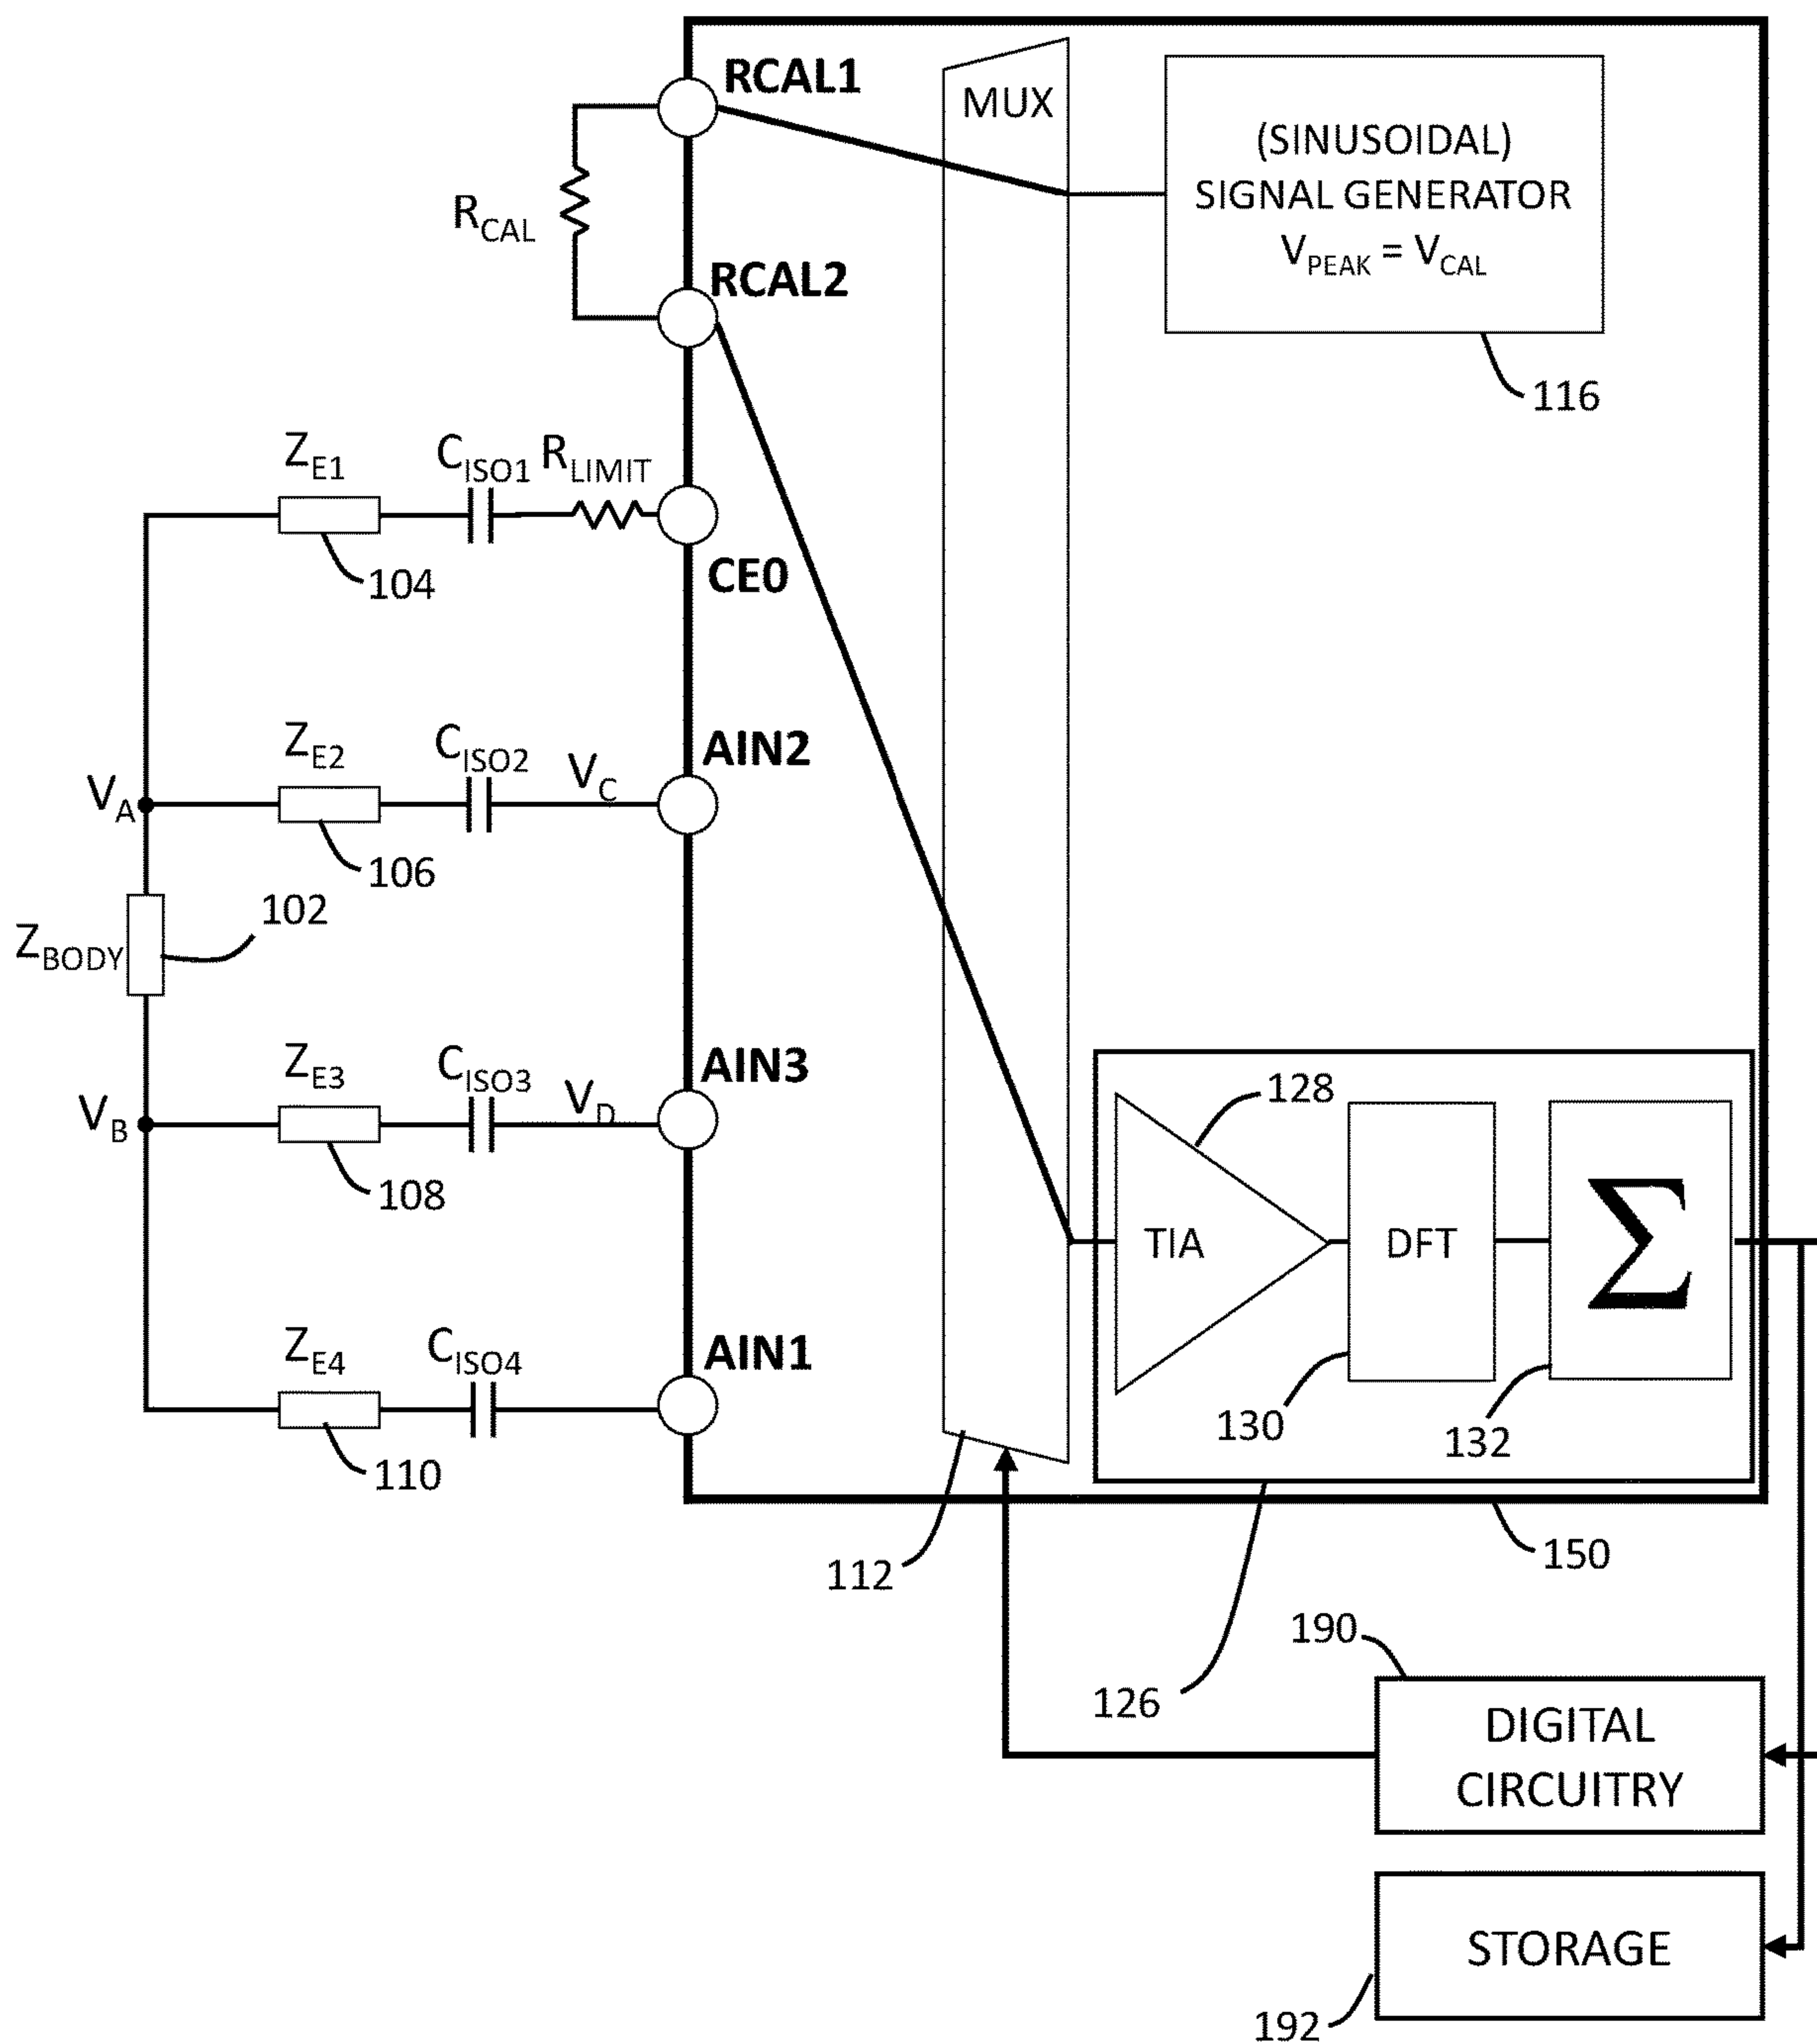 RCAL1
MUX
(SINUSOIDAL)
SIGNAL GENERATOR
VPEAK = VCAL
RCAL
RCAL2
116
ZE1
CISO1
RLIMIT
104
CE0
ZE2
CISO2
VC
AIN2
VA
106
102
ZBODY
ZE3
CISO3
VD
AIN3
128
VB
108
TIA
DFT
Σ
ZE4
CISO4
AIN1
130
132
110
112
150
190
126
DIGITAL
CIRCUITRY
STORAGE
192